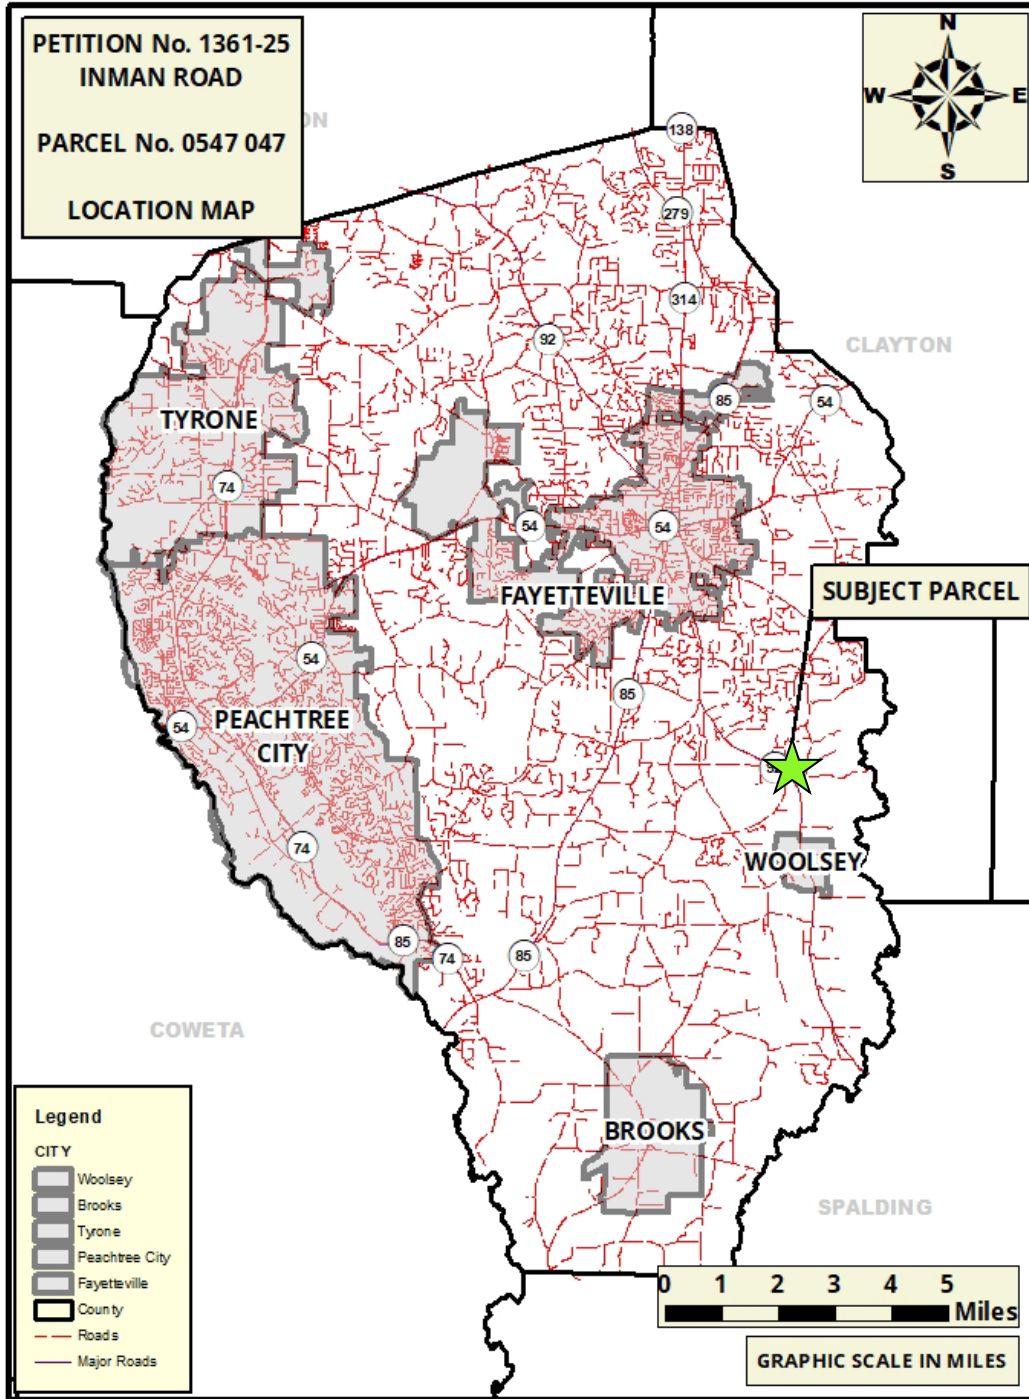 PETITION No. 1361-25
INMAN ROAD
PARCEL No. 0547 047
LOCATION MAP
N
W
E
S
ON
138
279
314
92
CLAYTON
85
54
TYRONE
74
54
54
FAYETTEVILLE
SUBJECT PARCEL
54
85
54
PEACHTREE
CITY
74
WOOLSEY
85
74
85
COWETA
BROOKS
SPALDING
Legend
CITY
Woolsey
Brooks
Tyrone
Peachtree City
Fayetteville
County
Roads
Major Roads
0 1 2 3 4 5
Miles
GRAPHIC SCALE IN MILES